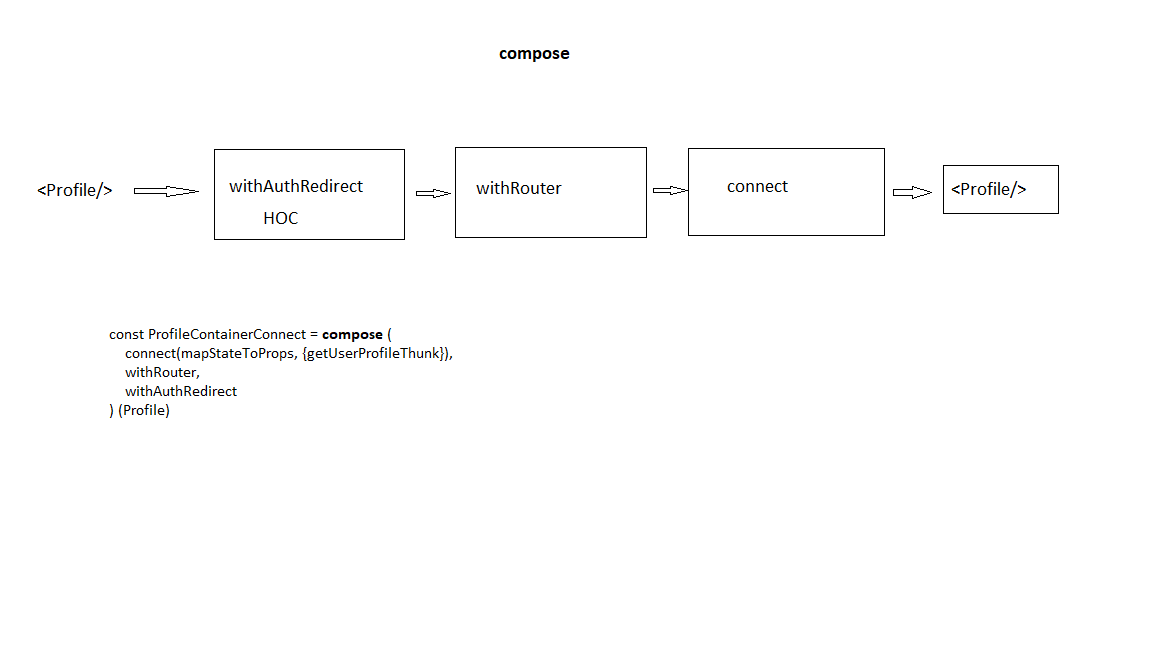 compose
<Profile/>
withAuthRedirect
HOC
withRouter
connect
<Profile/>
const ProfileContainerConnect = compose (
connect(mapStateToProps, {getUserProfileThunk}),
withRouter,
withAuthRedirect
) (Profile)